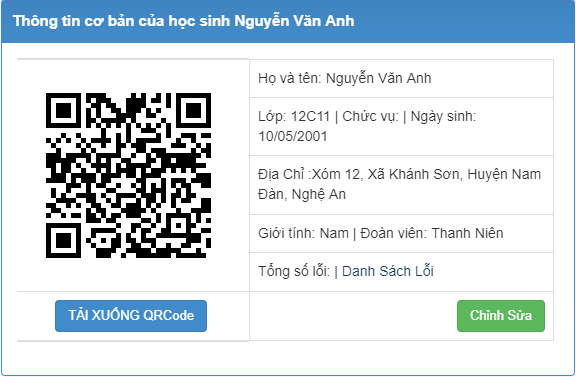 Thông tin cơ bản của học sinh Nguyễn Văn Anh
Họ và tên: Nguyễn Văn Anh
Lớp: 12C11 | Chức vụ: | Ngày sinh:
10/05/2001
Địa Chỉ :Xóm 12, Xã Khánh Sơn, Huyện Nam
Đàn, Nghệ An
Giới tính: Nam | Đoàn viên: Thanh Niên
Tổng số lỗi: | Danh Sách Lỗi
TẢI XUỐNG QRCode
Chỉnh Sửa